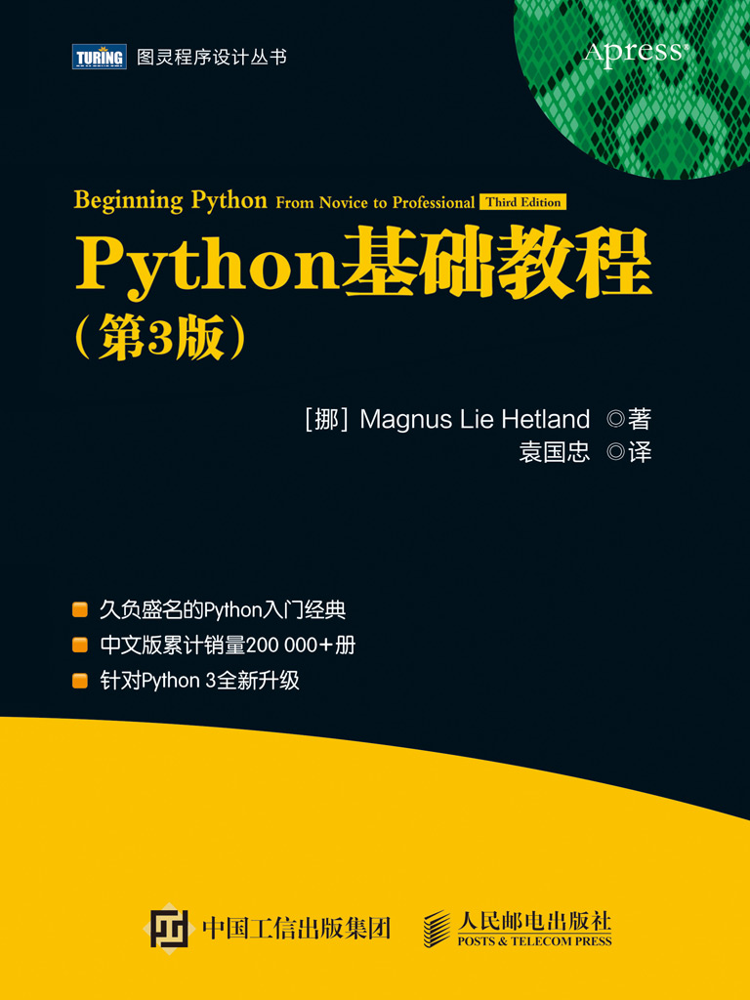 TURING 图灵程序设计丛书
Apress®
Beginning Python From Novice to Professional Third Edition
Python基础教程
（第3版）
[挪] Magnus Lie Hetland ◎著
袁国忠 ◎译
久负盛名的Python入门经典
中文版累计销量200 000+册
针对Python 3全新升级
中国工信出版集团
人民邮电出版社
POSTS & TELECOM PRESS